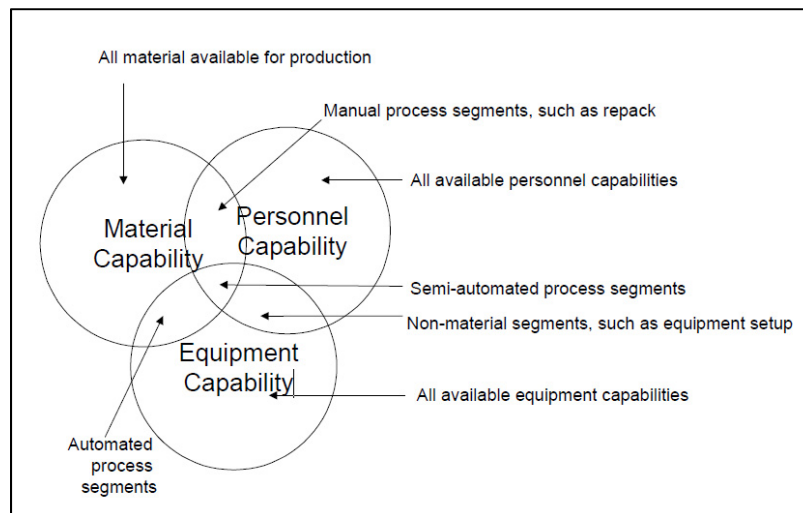 All material available for production
Manual process segments, such as repack
All available personnel capabilities
Material
Capability
Personnel
Capability
Semi-automated process segments
Non-material segments, such as equipment setup
Equipment
Capability
All available equipment capabilities
Automated
process
segments